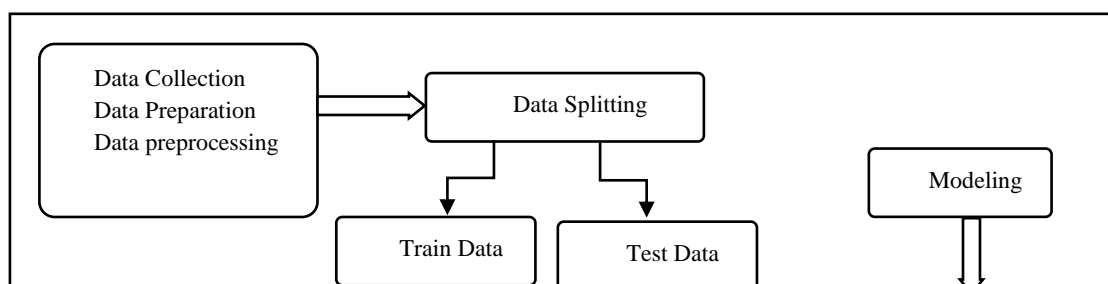 Data Collection
Data Preparation
Data preprocessing
Data Splitting
Modeling
Train Data
Test Data